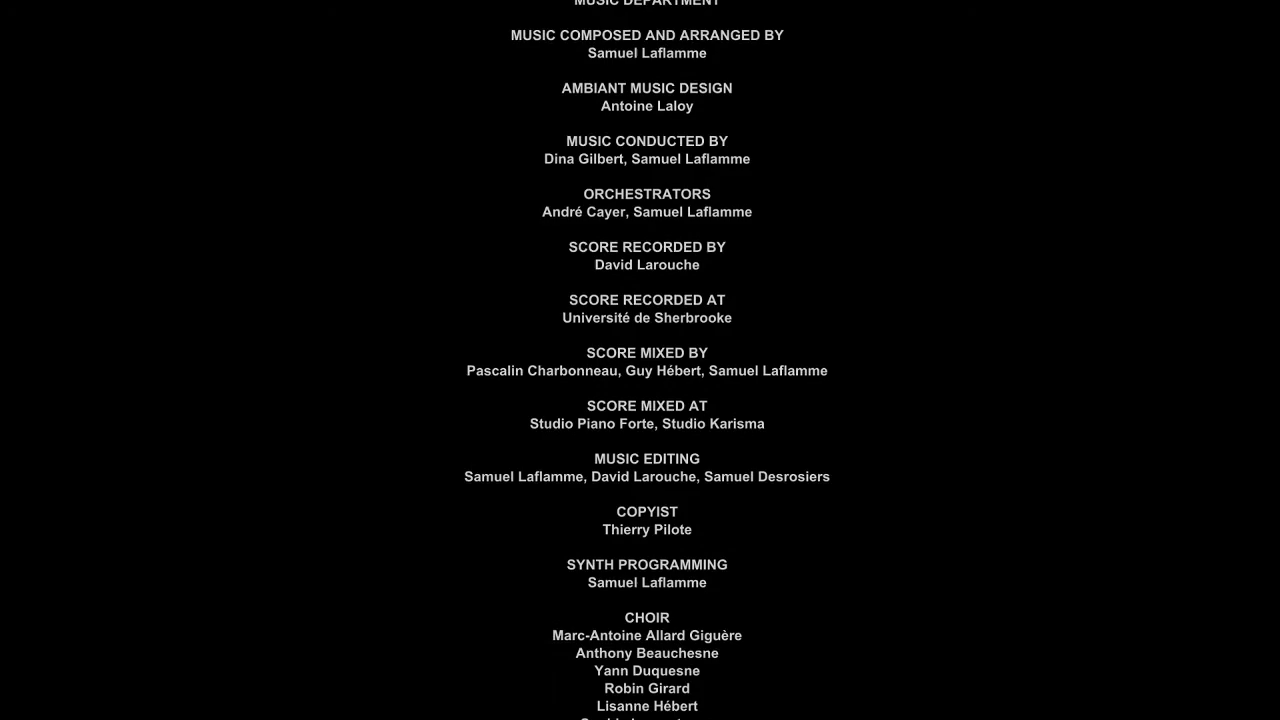 MUSIC DEPARTMENT
MUSIC COMPOSED AND ARRANGED BY
Samuel Laflamme
AMBIANT MUSIC DESIGN
Antoine Laloy
MUSIC CONDUCTED BY
Dina Gilbert, Samuel Laflamme
ORCHESTRATORS
André Cayer, Samuel Laflamme
SCORE RECORDED BY
David Larouche
SCORE RECORDED AT
Université de Sherbrooke
SCORE MIXED BY
Pascalin Charbonneau, Guy Hébert, Samuel Laflamme
SCORE MIXED AT
Studio Piano Forte, Studio Karisma
MUSIC EDITING
Samuel Laflamme, David Larouche, Samuel Desrosiers
COPYIST
Thierry Pilote
SYNTH PROGRAMMING
Samuel Laflamme
CHOIR
Marc-Antoine Allard Giguère
Anthony Beauchesne
Yann Duquesne
Robin Girard
Lisanne Hébert